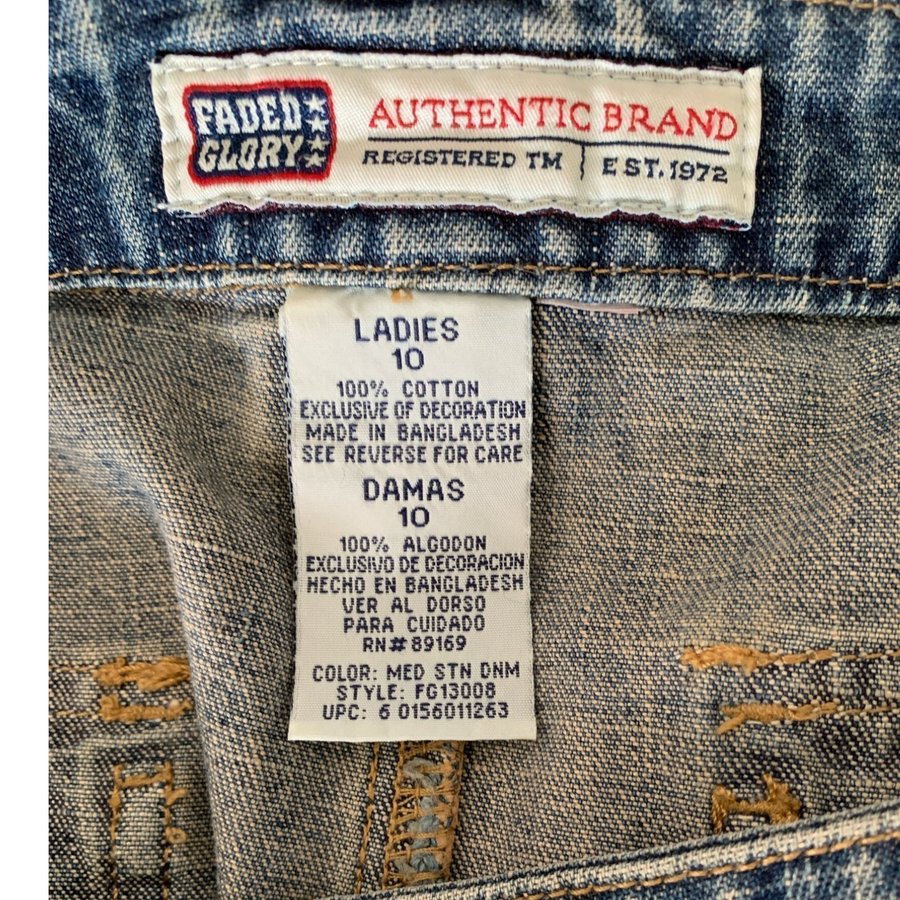 FADED
GLORY
AUTHENTIC BRAND
REGISTERED TM | EST. 1972
LADIES
10
100% COTTON
EXCLUSIVE OF DECORATION
MADE IN BANGLADESH
SEE REVERSE FOR CARE
DAMAS
10
100% ALGODON
EXCLUSIVO DE DECORACION
HECHO EN BANGLADESH
VER AL DORSO
PARA CUIDADO
RN# 89169
COLOR: MED STN DNM
STYLE: FG13008
UPC: 6 0156011263